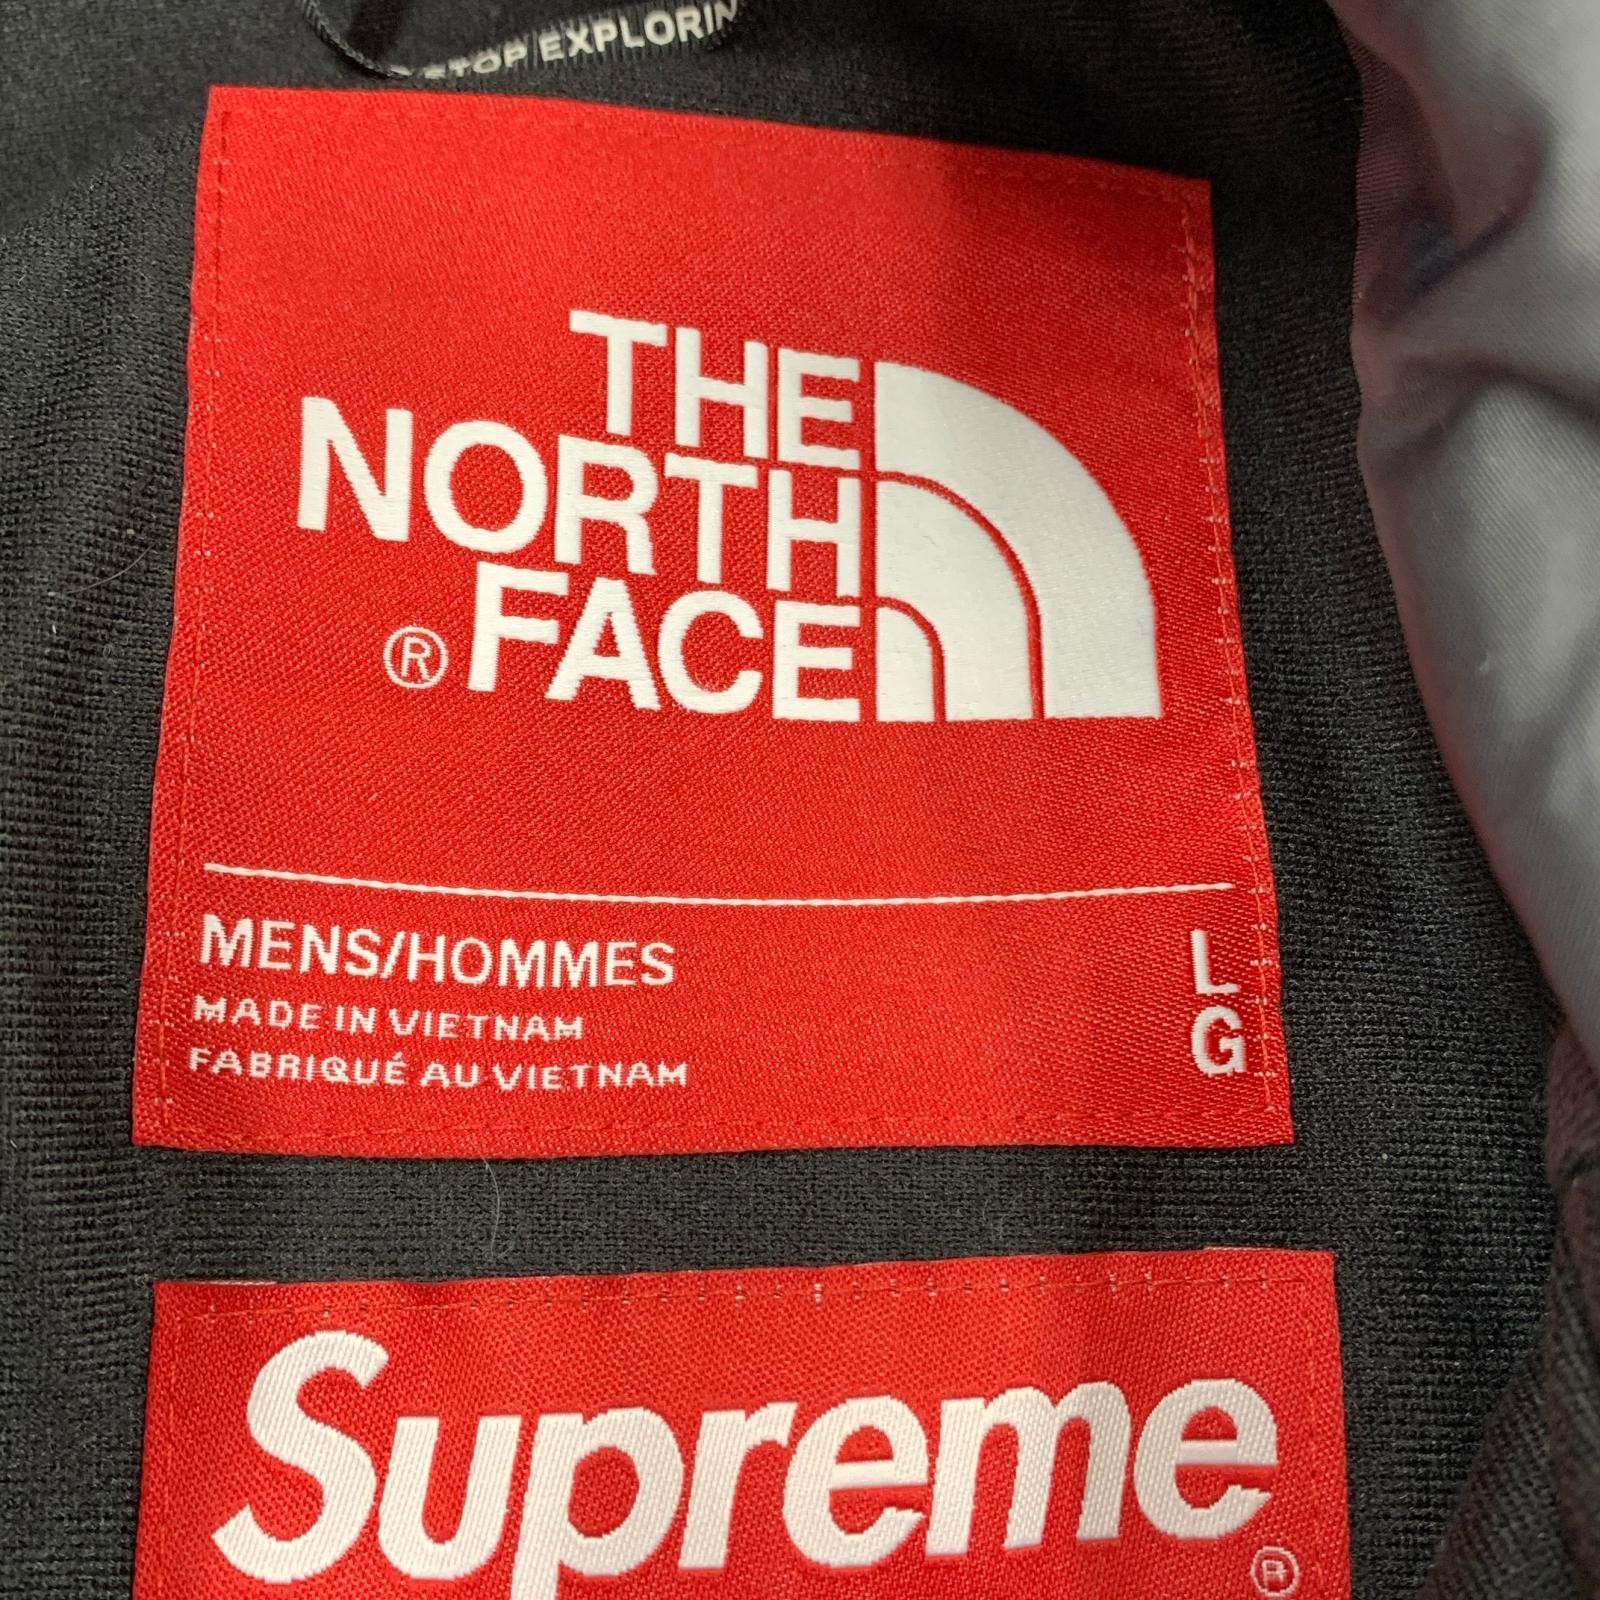 STOP EXPLORIN
THE
NORTH
® FACE
MENS/HOMMES
MADE IN VIETNAM
FABRIQUÉ AU VIETNAM
L
G
Supreme
®